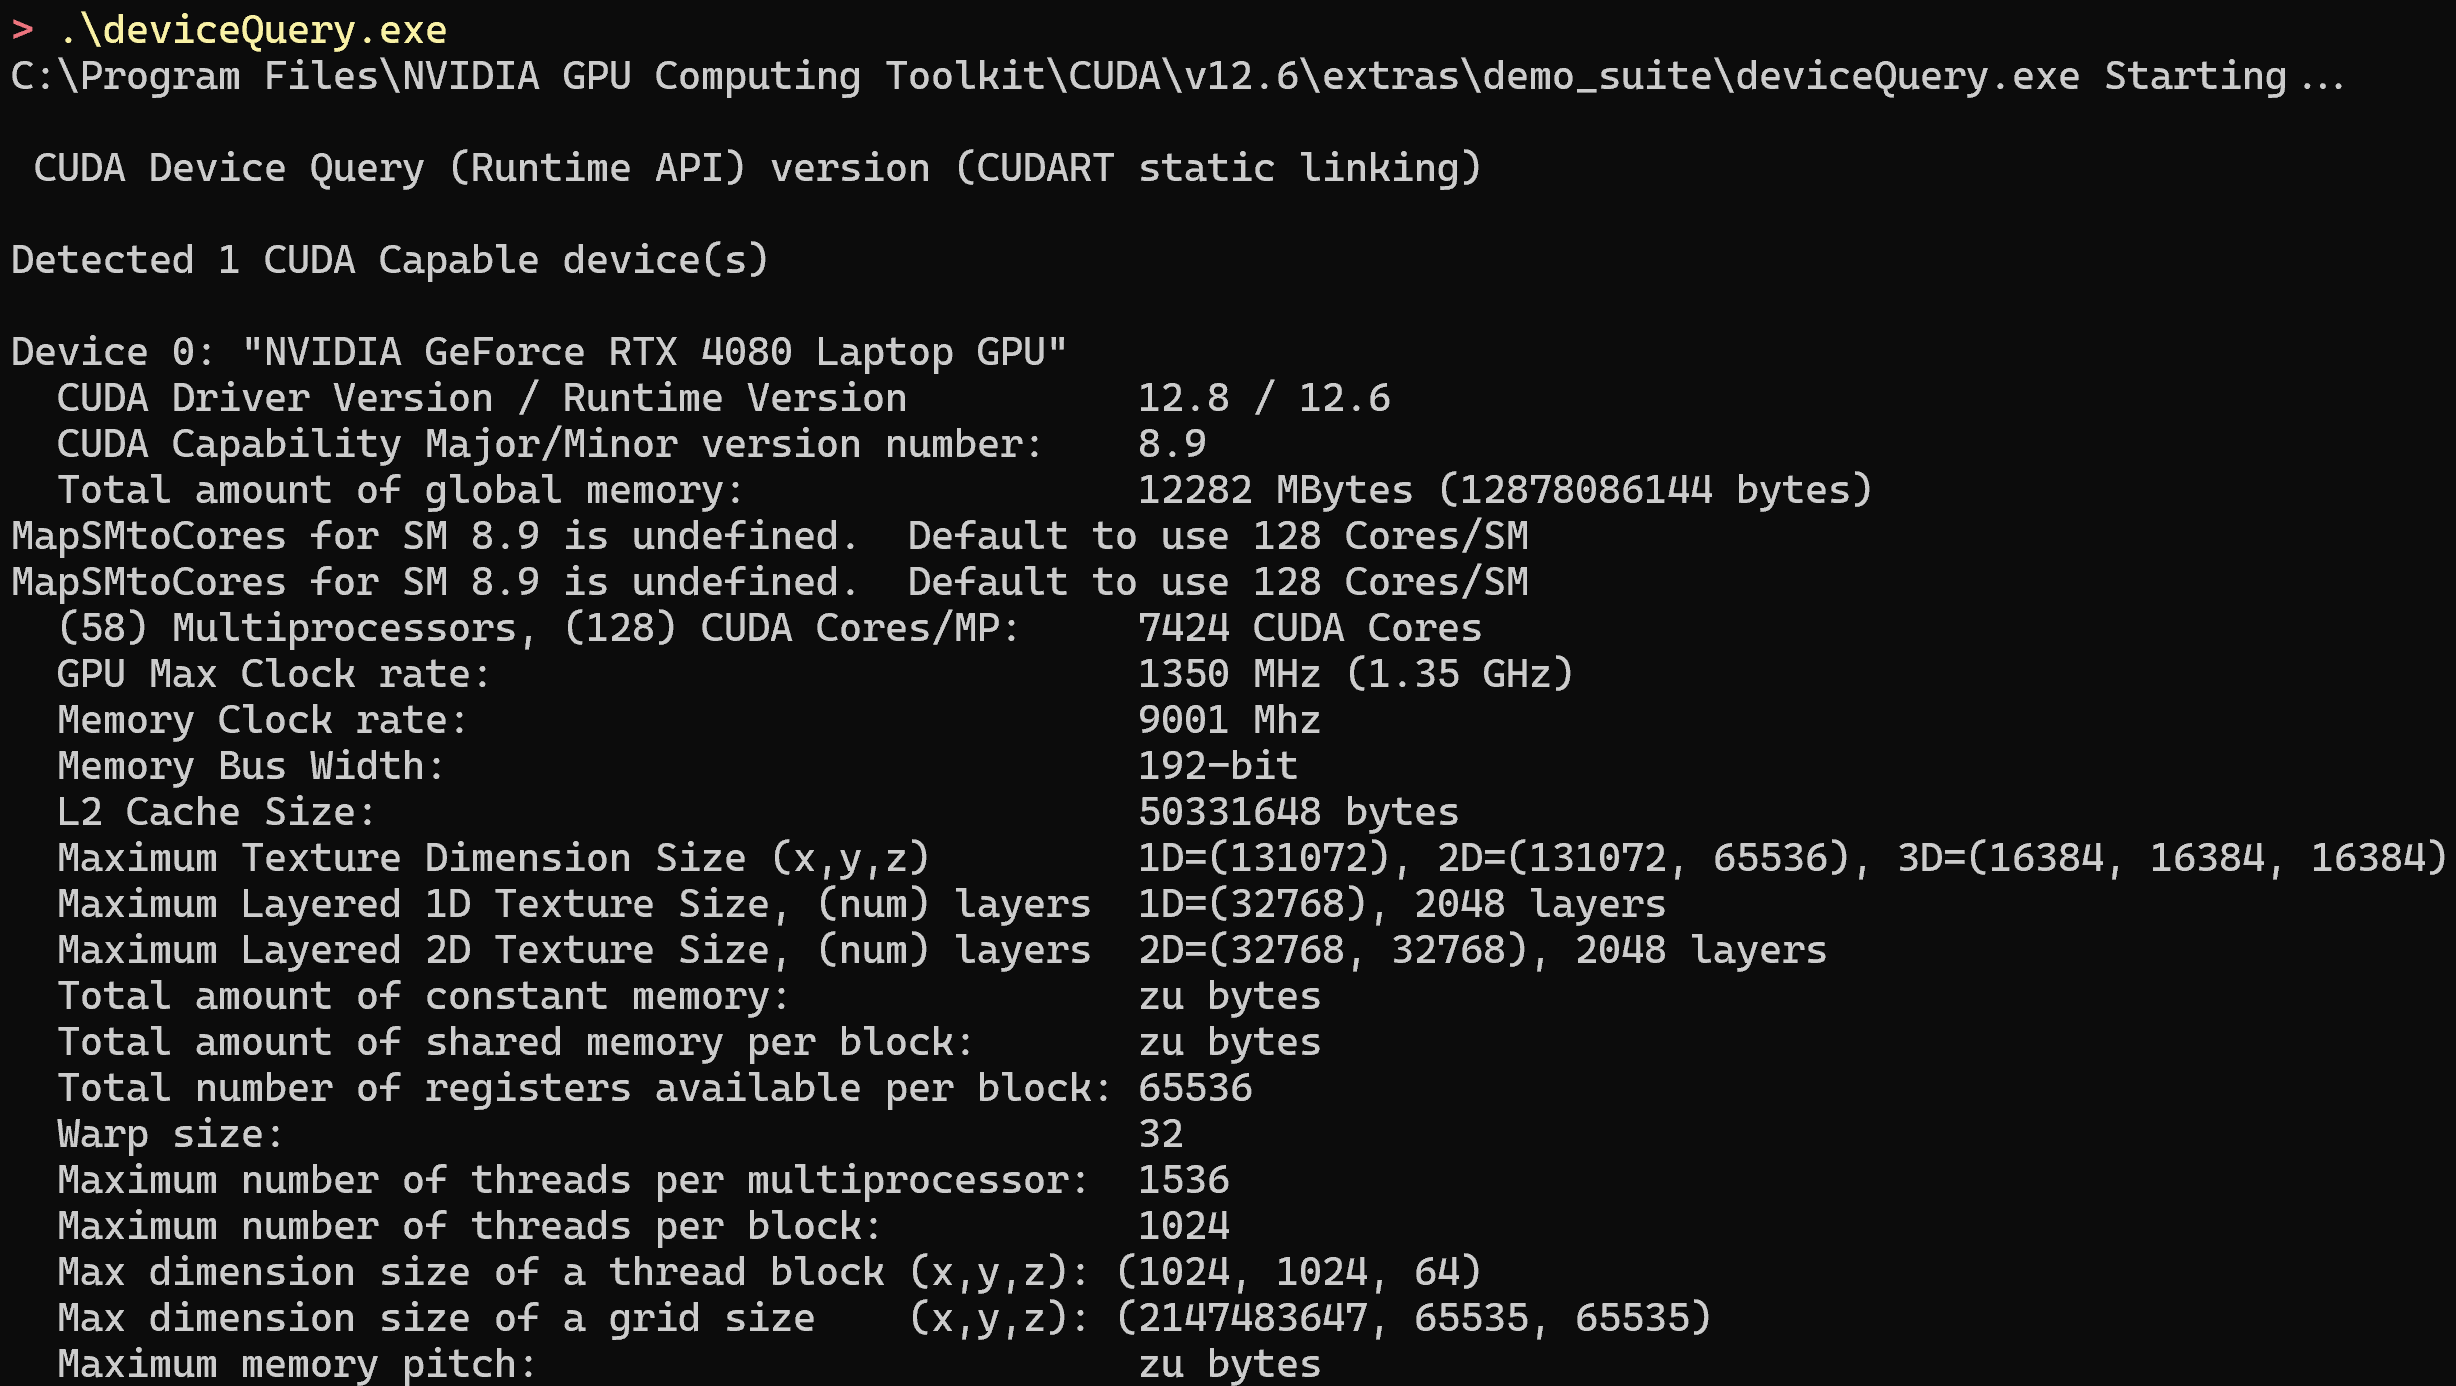 > .\deviceQuery.exe
C:\Program Files\NVIDIA GPU Computing Toolkit\CUDA\v12.6\extras\demo_suite\deviceQuery.exe Starting...
CUDA Device Query (Runtime API) version (CUDART static linking)
Detected 1 CUDA Capable device(s)
Device 0: "NVIDIA GeForce RTX 4080 Laptop GPU"
CUDA Driver Version / Runtime Version 12.8 / 12.6
CUDA Capability Major/Minor version number: 8.9
Total amount of global memory: 12282 MBytes (12878086144 bytes)
MapSMtoCores for SM 8.9 is undefined. Default to use 128 Cores/SM
MapSMtoCores for SM 8.9 is undefined. Default to use 128 Cores/SM
(58) Multiprocessors, (128) CUDA Cores/MP: 7424 CUDA Cores
GPU Max Clock rate: 1350 MHz (1.35 GHz)
Memory Clock rate: 9001 Mhz
Memory Bus Width: 192-bit
L2 Cache Size: 50331648 bytes
Maximum Texture Dimension Size (x,y,z) 1D=(131072), 2D=(131072, 65536), 3D=(16384, 16384, 16384)
Maximum Layered 1D Texture Size, (num) layers 1D=(32768), 2048 layers
Maximum Layered 2D Texture Size, (num) layers 2D=(32768, 32768), 2048 layers
Total amount of constant memory: zu bytes
Total amount of shared memory per block: zu bytes
Total number of registers available per block: 65536
Warp size: 32
Maximum number of threads per multiprocessor: 1536
Maximum number of threads per block: 1024
Max dimension size of a thread block (x,y,z): (1024, 1024, 64)
Max dimension size of a grid size (x,y,z): (2147483647, 65535, 65535)
Maximum memory pitch: zu bytes